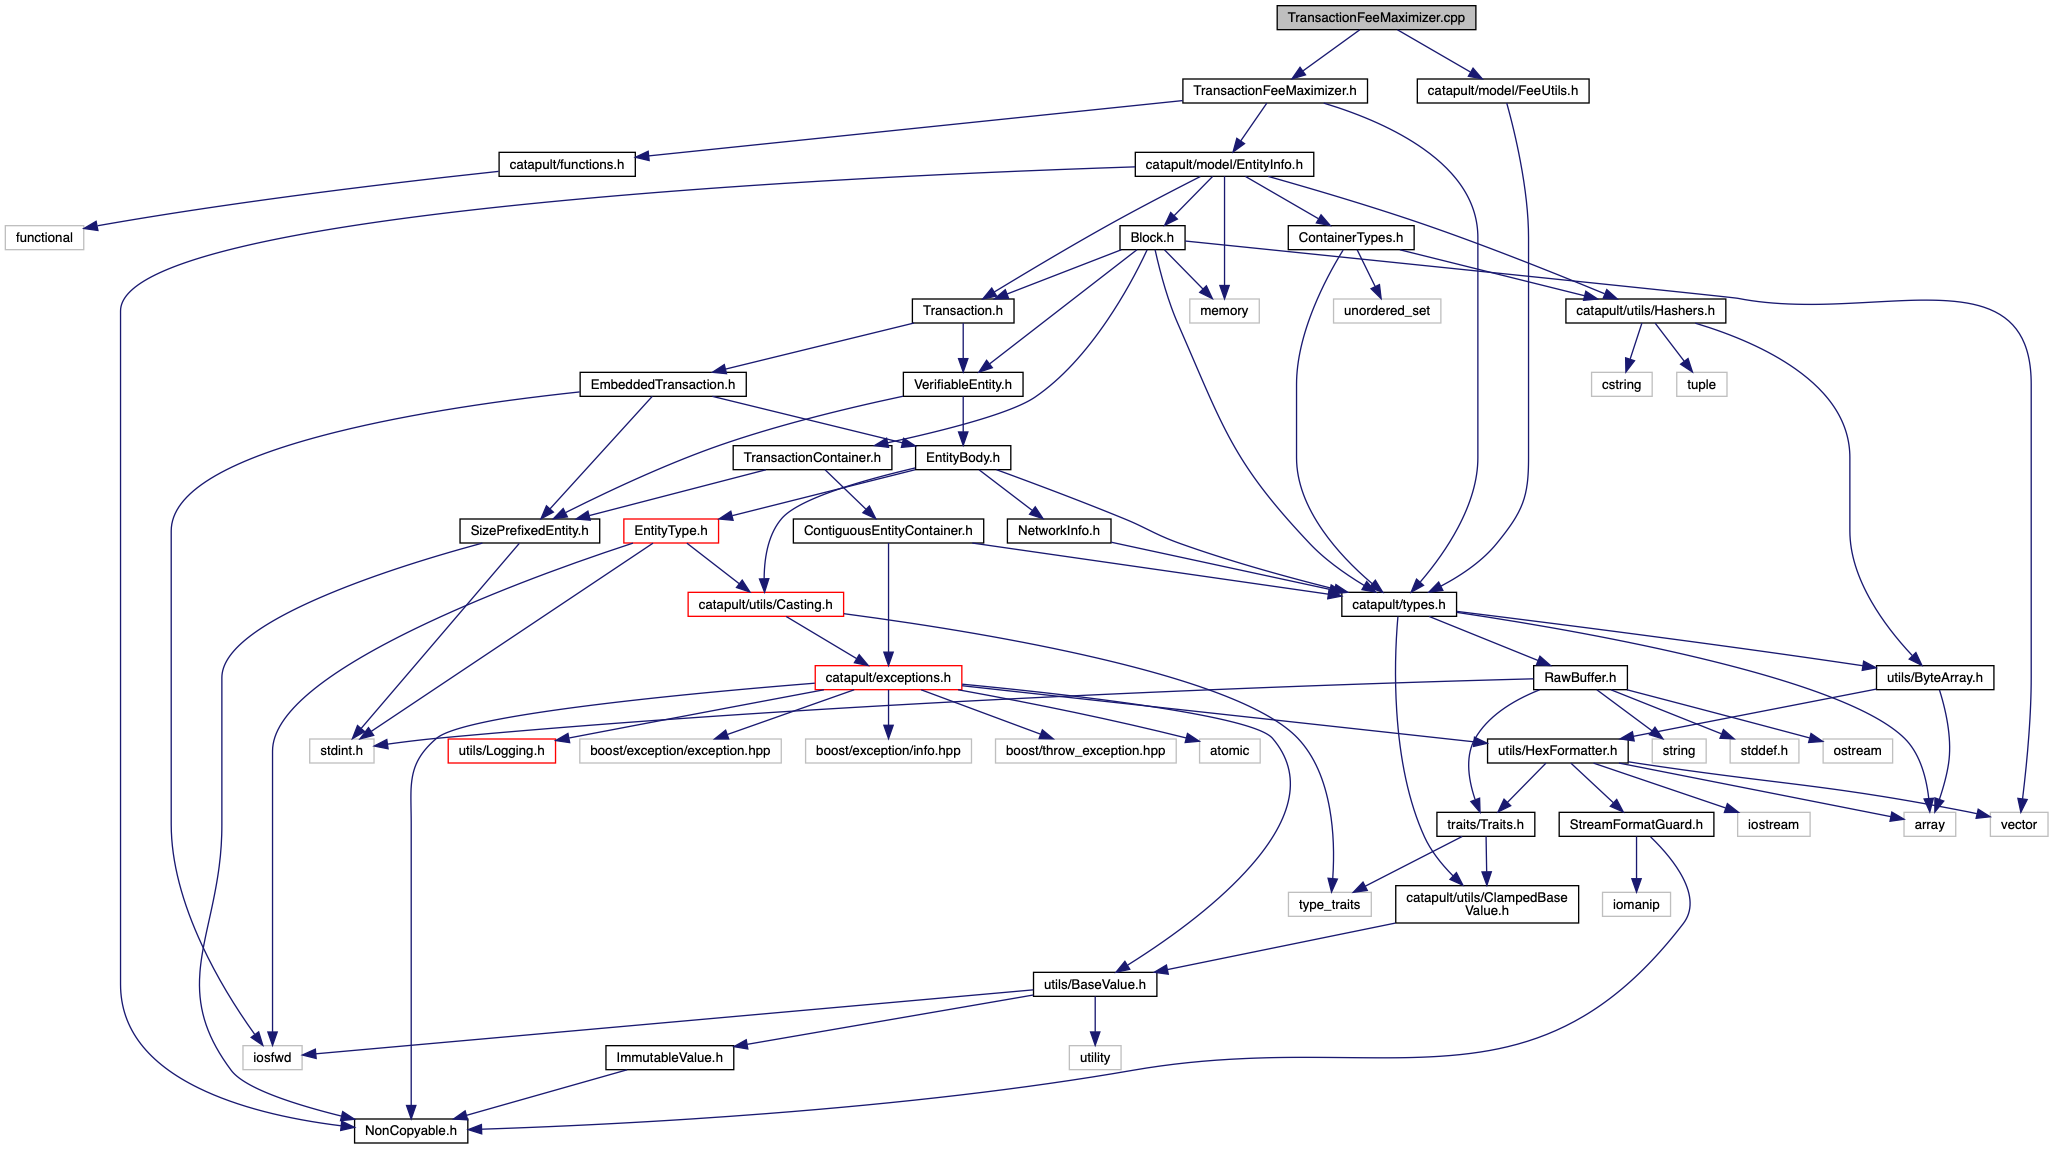 TransactionFeeMaximizer.cpp
TransactionFeeMaximizer.h
catapult/model/FeeUtils.h
catapult/functions.h
catapult/model/EntityInfo.h
functional
Block.h
ContainerTypes.h
Transaction.h
memory
unordered_set
catapult/utils/Hashers.h
EmbeddedTransaction.h
VerifiableEntity.h
cstring
tuple
TransactionContainer.h
EntityBody.h
SizePrefixedEntity.h
EntityType.h
ContiguousEntityContainer.h
NetworkInfo.h
catapult/utils/Casting.h
catapult/types.h
catapult/exceptions.h
RawBuffer.h
utils/ByteArray.h
stdint.h
utils/Logging.h
boost/exception/exception.hpp
boost/exception/info.hpp
boost/throw_exception.hpp
atomic
utils/HexFormatter.h
string
stddef.h
ostream
traits/Traits.h
StreamFormatGuard.h
iostream
array
vector
type_traits
catapult/utils/ClampedBase
Value.h
iomanip
utils/BaseValue.h
iosfwd
ImmutableValue.h
utility
NonCopyable.h